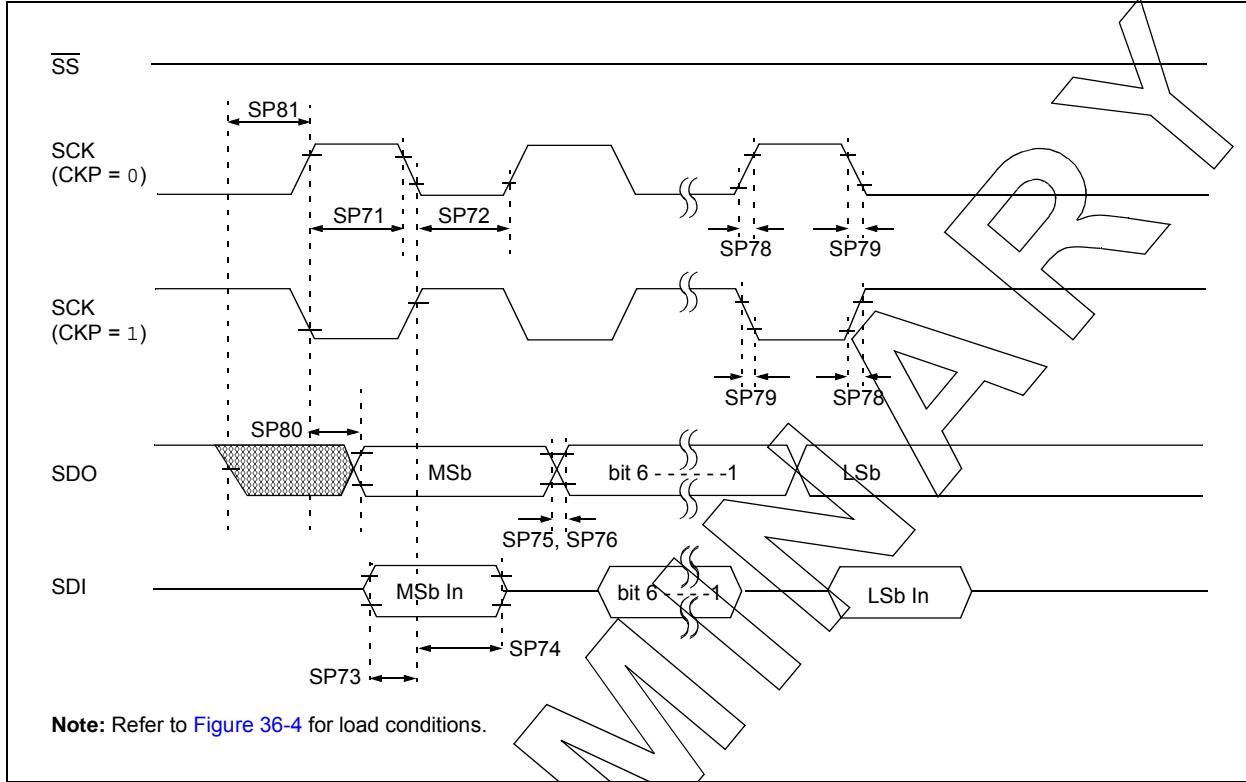 SS
SP81
SCK
(CKP = 0)
SP71
SP72
SP78
SP79
SCK
(CKP = 1)
SP79
SP78
SP80
SDO
MSb
bit 6 - - - - - -1
LSb
SP75, SP76
SDI
MSb In
bit 6 - - - - -1
LSb In
SP74
SP73
Note: Refer to Figure 36-4 for load conditions.
MINARY